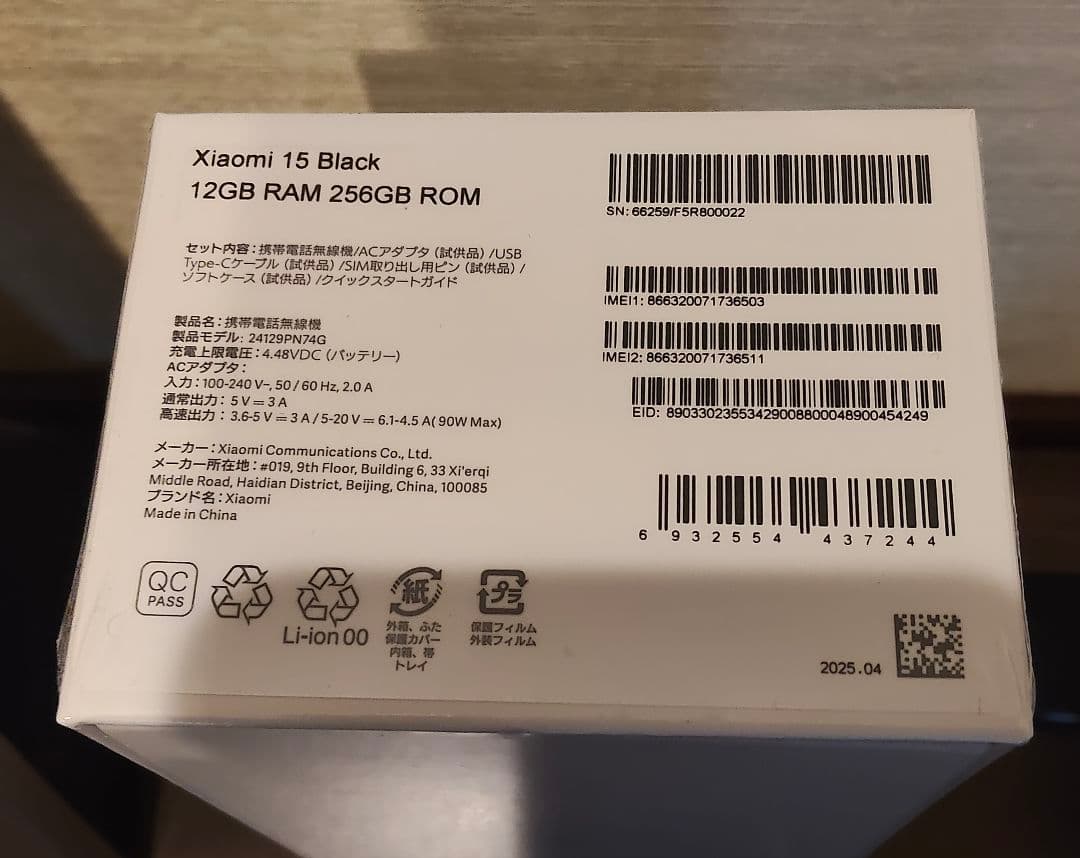 Xiaomi 15 Black
12GB RAM 256GB ROM
セット内容：携帯電話無線機/ACアダプタ（試供品）/USB
Type-Cケーブル（試供品）/SIM取り出し用ピン（試供品）/
ソフトケース（試供品）/クイックスタートガイド
製品名：携帯電話無線機
製品モデル: 24129PN74G
充電上限電圧：4.48VDC（バッテリー）
ACアダプタ：
入力：100-240 V~, 50 / 60 Hz, 2.0 A
通常出力： 5 V ⎓ 3 A
高速出力： 3.6-5 V ⎓ 3 A / 5-20 V ⎓ 6.1-4.5 A( 90W Max)
メーカー：Xiaomi Communications Co., Ltd.
メーカー所在地：#019, 9th Floor, Building 6, 33 Xi'erqi
Middle Road, Haidian District, Beijing, China, 100085
ブランド名：Xiaomi
Made in China
SN: 66259/F5R800022
IMEI1: 866320071736503
IMEI2: 866320071736511
EID: 89033023553429008800048900454249
6 932554 437244
QC
PASS
Li-ion 00
紙
外箱、ふた
保護カバー
内箱、帯
トレイ
プラ
保護フィルム
外装フィルム
2025.04